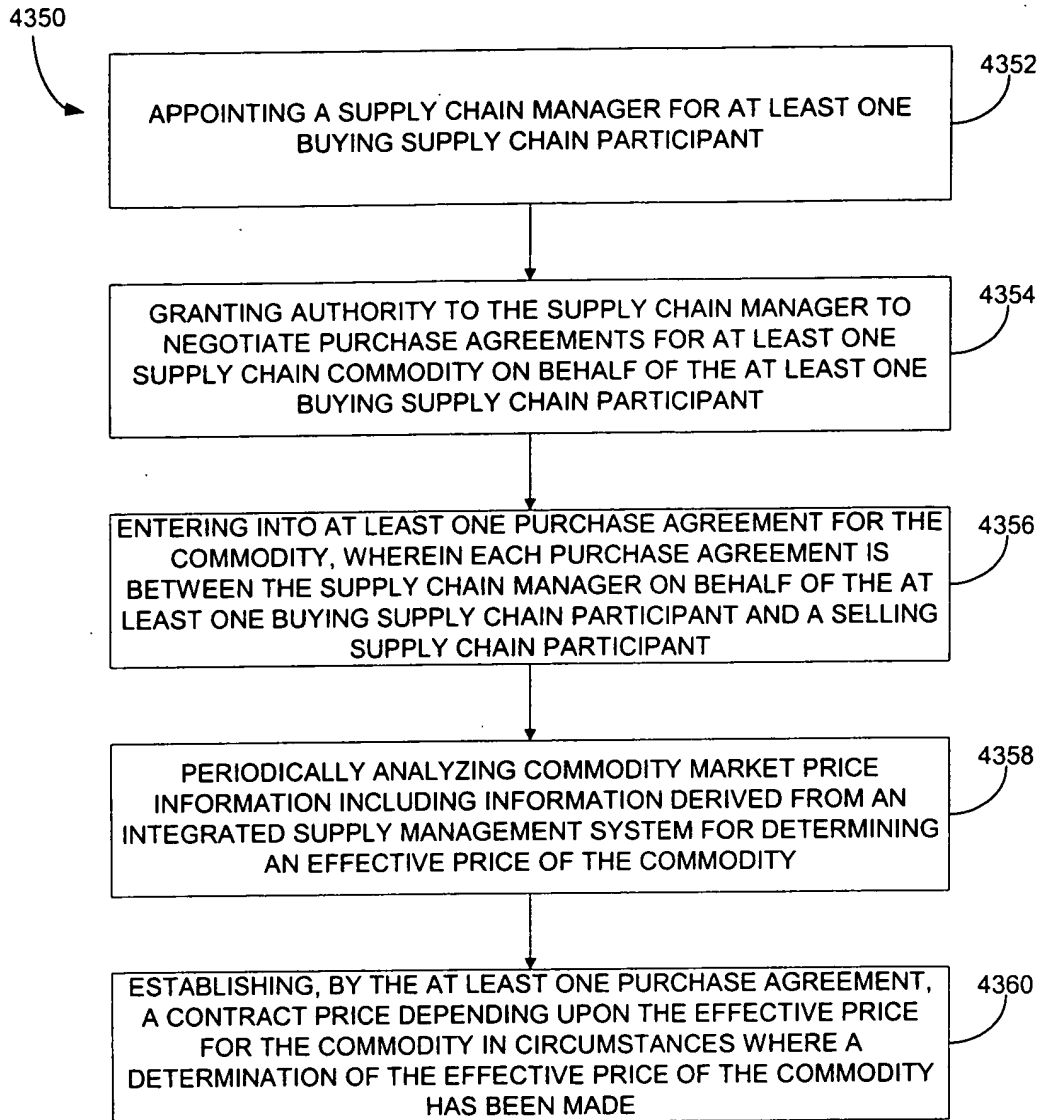 4350
4352
APPOINTING A SUPPLY CHAIN MANAGER FOR AT LEAST ONE
BUYING SUPPLY CHAIN PARTICIPANT
4354
GRANTING AUTHORITY TO THE SUPPLY CHAIN MANAGER TO
NEGOTIATE PURCHASE AGREEMENTS FOR AT LEAST ONE
SUPPLY CHAIN COMMODITY ON BEHALF OF THE AT LEAST ONE
BUYING SUPPLY CHAIN PARTICIPANT
4356
ENTERING INTO AT LEAST ONE PURCHASE AGREEMENT FOR THE
COMMODITY, WHEREIN EACH PURCHASE AGREEMENT IS
BETWEEN THE SUPPLY CHAIN MANAGER ON BEHALF OF THE AT
LEAST ONE BUYING SUPPLY CHAIN PARTICIPANT AND A SELLING
SUPPLY CHAIN PARTICIPANT
4358
PERIODICALLY ANALYZING COMMODITY MARKET PRICE
INFORMATION INCLUDING INFORMATION DERIVED FROM AN
INTEGRATED SUPPLY MANAGEMENT SYSTEM FOR DETERMINING
AN EFFECTIVE PRICE OF THE COMMODITY
4360
ESTABLISHING, BY THE AT LEAST ONE PURCHASE AGREEMENT,
A CONTRACT PRICE DEPENDING UPON THE EFFECTIVE PRICE
FOR THE COMMODITY IN CIRCUMSTANCES WHERE A
DETERMINATION OF THE EFFECTIVE PRICE OF THE COMMODITY
HAS BEEN MADE